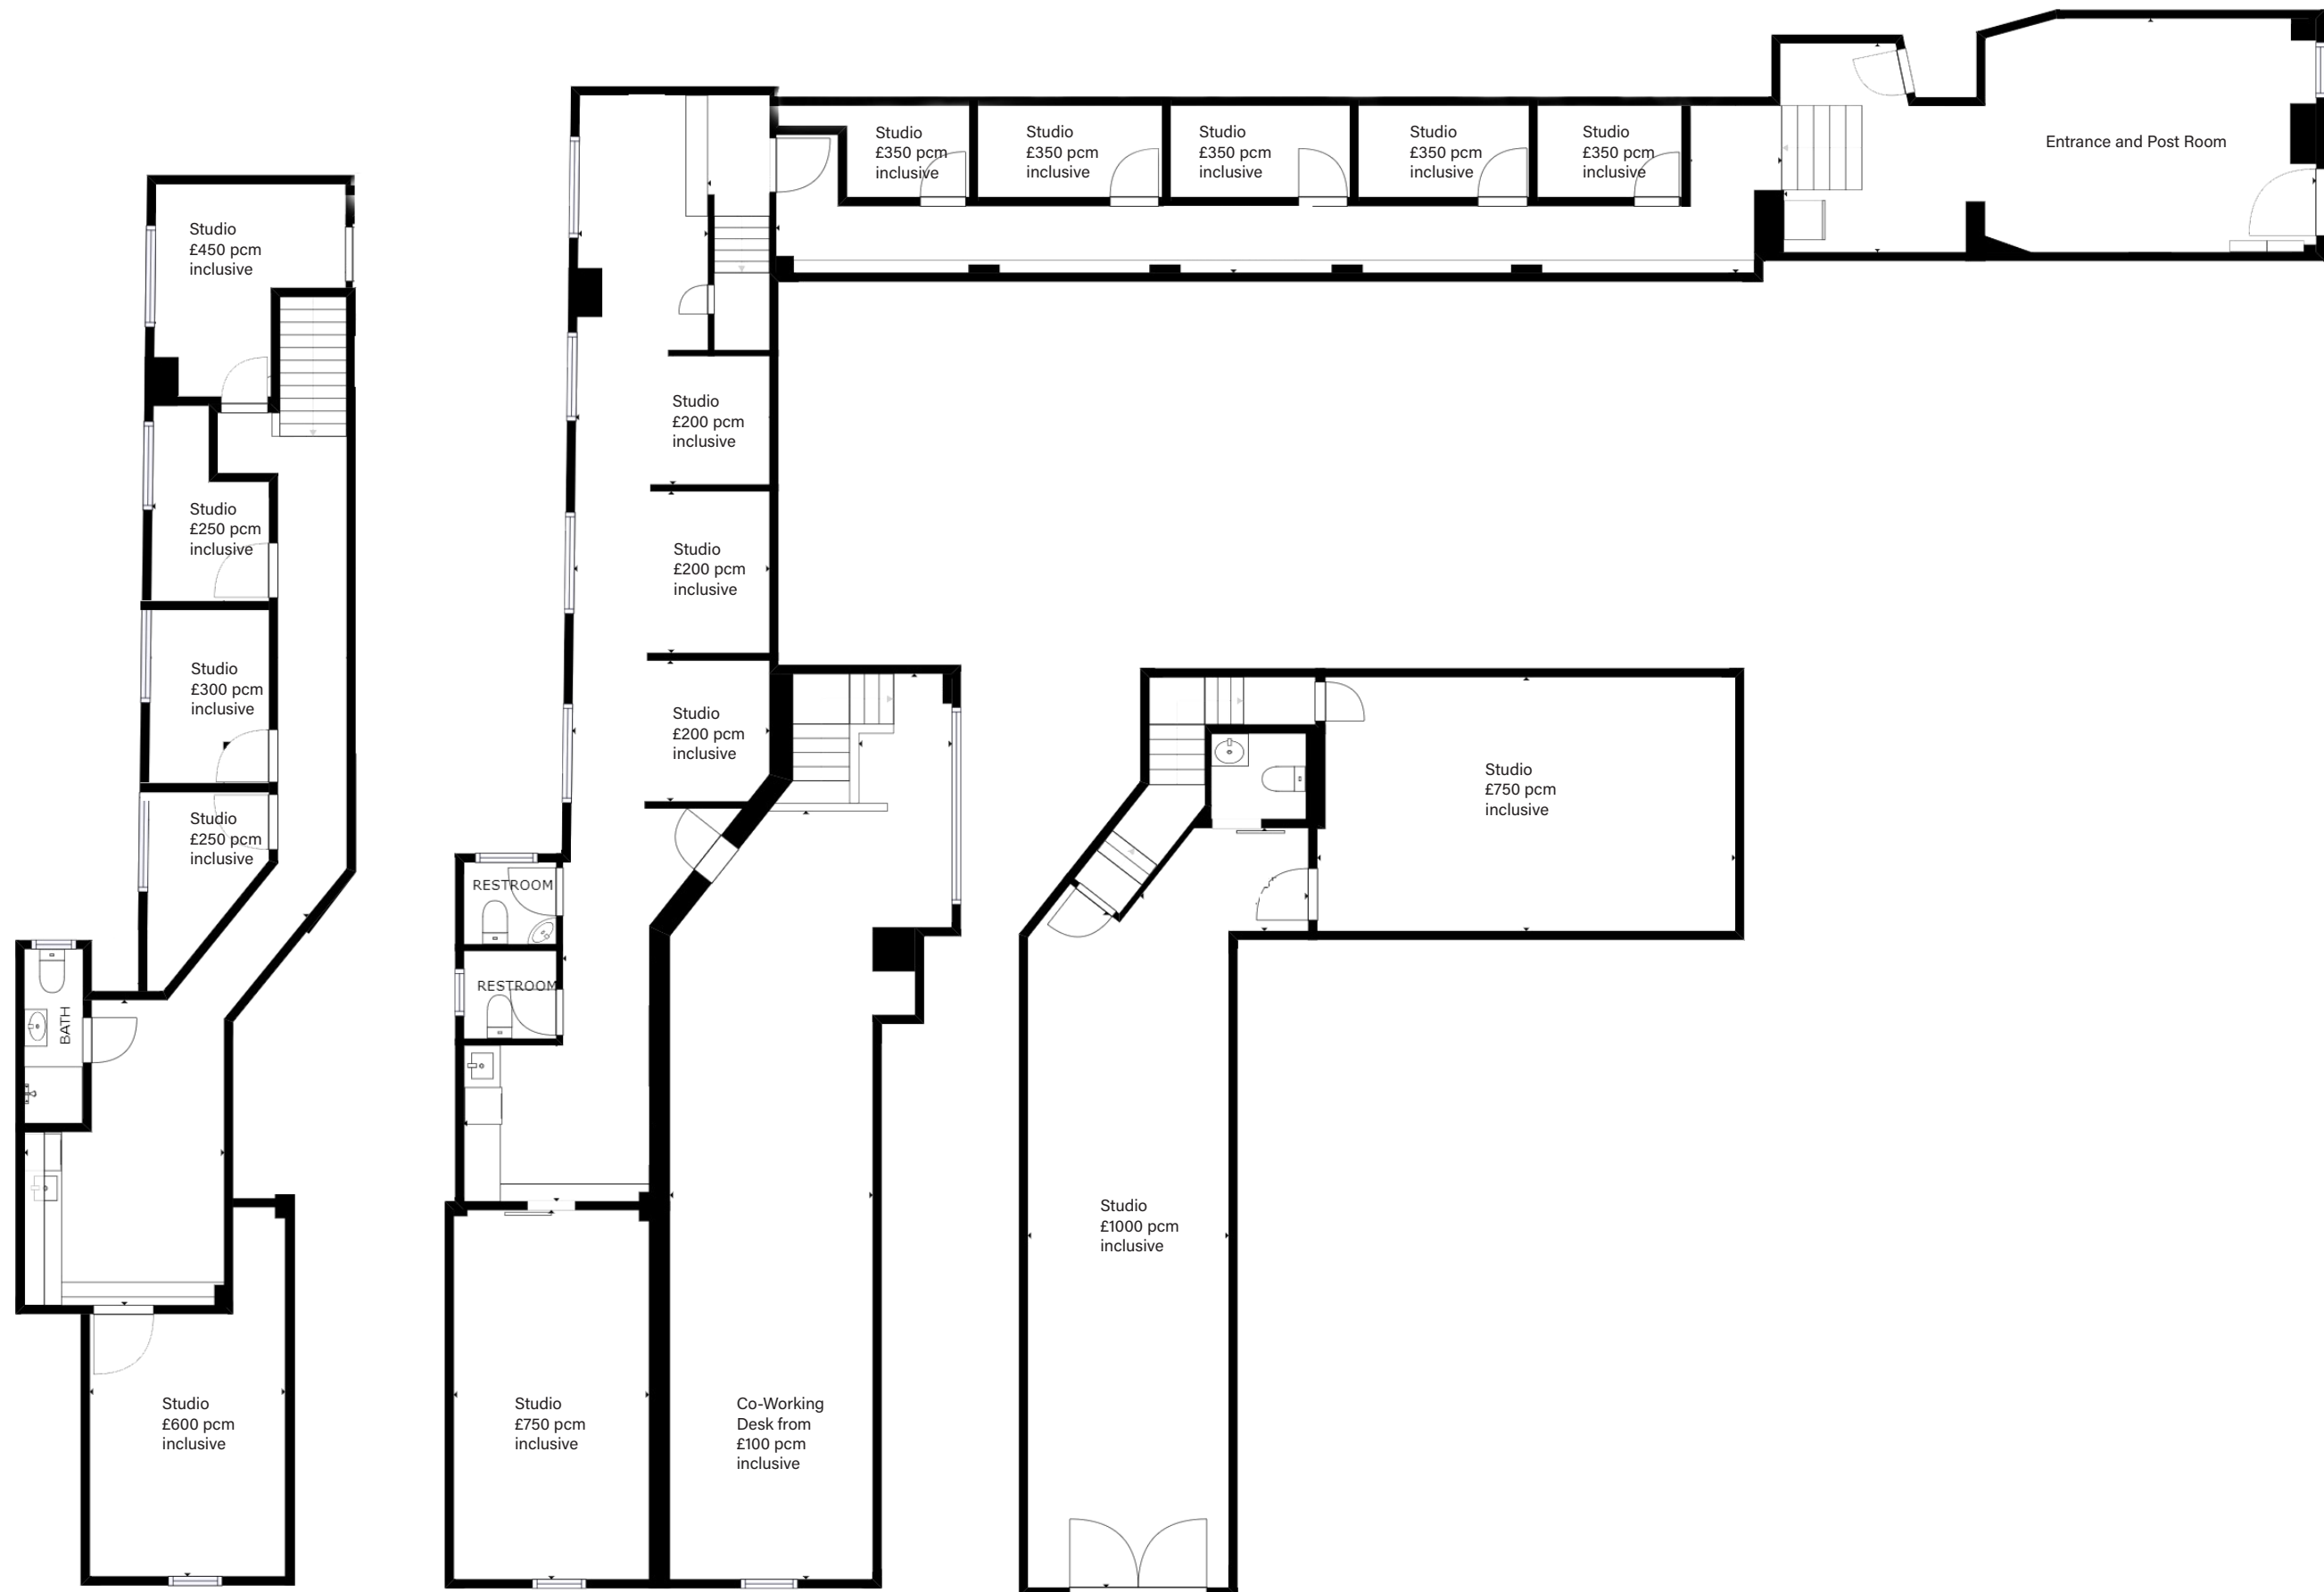 Studio
£350 pcm
inclusive
Studio
£350 pcm
inclusive
Studio
£350 pcm
inclusive
Studio
£350 pcm
inclusive
Studio
£350 pcm
inclusive
Entrance and Post Room
Studio
£450 pcm
inclusive
Studio
£250 pcm
inclusive
Studio
£300 pcm
inclusive
Studio
£250 pcm
inclusive
BATH
Studio
£600 pcm
inclusive
Studio
£200 pcm
inclusive
Studio
£200 pcm
inclusive
Studio
£200 pcm
inclusive
RESTROOM
RESTROOM
Studio
£750 pcm
inclusive
Co-Working
Desk from
£100 pcm
inclusive
Studio
£750 pcm
inclusive
Studio
£1000 pcm
inclusive